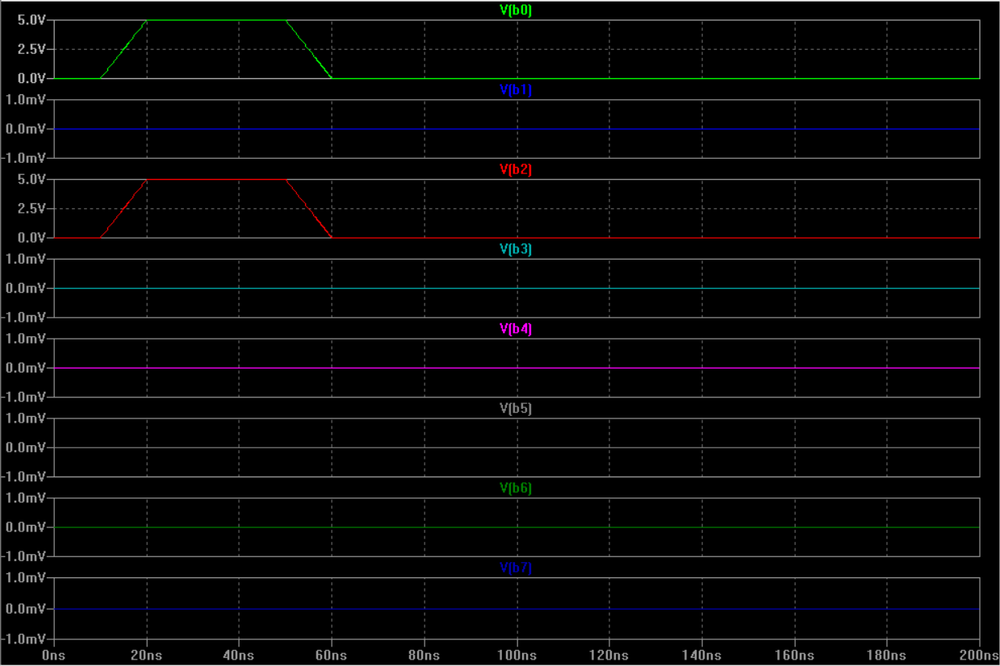 V(b0)
5.0V
2.5V
0.0V
V(b1)
1.0mV
0.0mV
-1.0mV
V(b2)
5.0V
2.5V
0.0V
V(b3)
1.0mV
0.0mV
-1.0mV
V(b4)
1.0mV
0.0mV
-1.0mV
V(b5)
1.0mV
0.0mV
-1.0mV
V(b6)
1.0mV
0.0mV
-1.0mV
V(b7)
1.0mV
0.0mV
-1.0mV
0ns 20ns 40ns 60ns 80ns 100ns 120ns 140ns 160ns 180ns 200ns